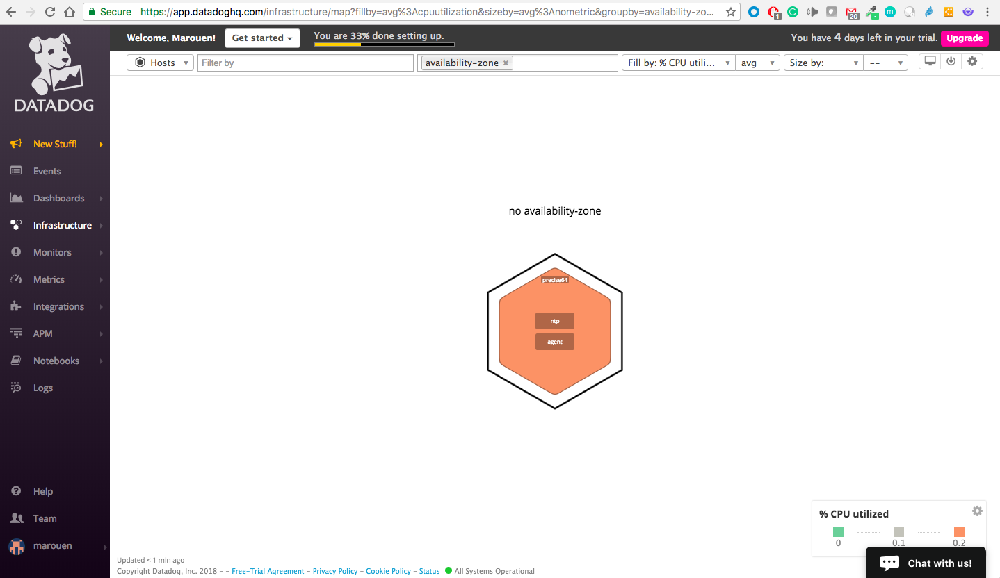 Secure https://app.datadoghq.com/infrastructure/map?fillby=avg%3Acpuutilization&sizeby=avg%3Anometric&groupby=availability-zo...
1
20
m
Welcome, Marouen! Get started You are 33% done setting up. You have 4 days left in your trial. Upgrade
Hosts Filter by availability-zone × Fill by: % CPU utili... avg Size by: --
DATADOG
New Stuff!
Events
Dashboards
Infrastructure
Monitors
Metrics
Integrations
APM
Notebooks
Logs
Help
Team
marouen
no availability-zone
precise64
ntp
agent
% CPU utilized
0 0.1 0.2
Chat with us!
Updated < 1 min ago
Copyright Datadog, Inc. 2018 - - Free-Trial Agreement - Privacy Policy - Cookie Policy - Status All Systems Operational